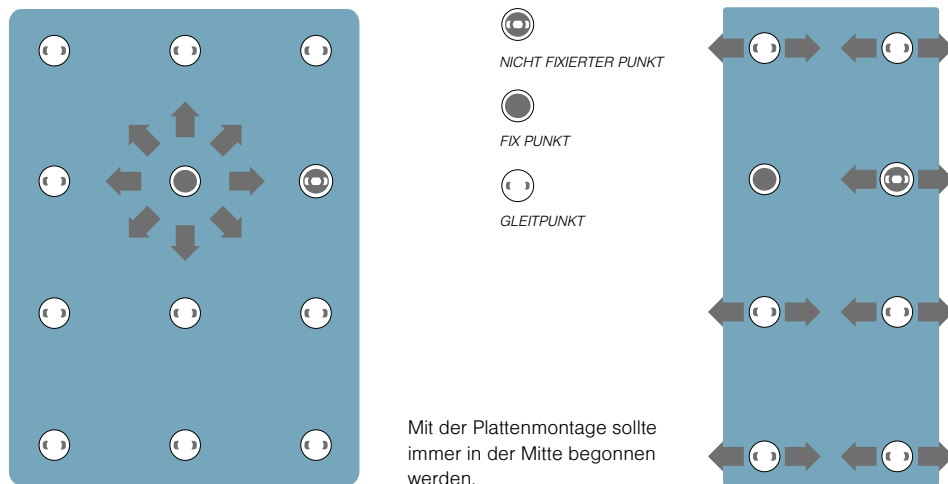 NICHT FIXIERTER PUNKT
FIX PUNKT
GLEITPUNKT
Mit der Plattenmontage sollte
immer in der Mitte begonnen
werden.